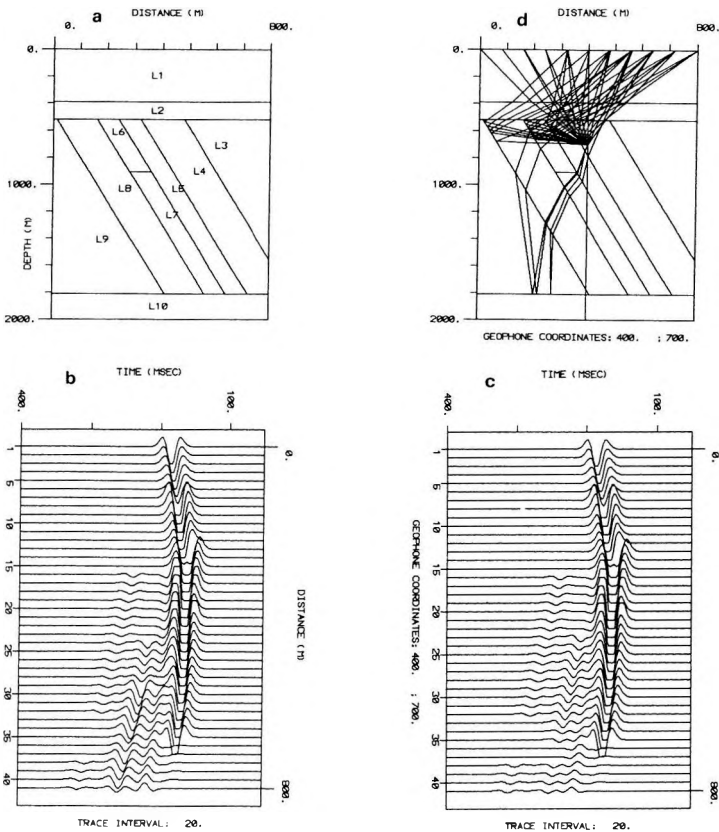 a
DISTANCE (M)
0.
800.
0.
1000.
2000.
DEPTH (M)
L1
L2
L3
L4
L5
L6
L7
L8
L9
L10
d
DISTANCE (M)
0.
800.
0.
1000.
2000.
GEOPHONE COORDINATES: 400. ; 700.
b
TIME (MSEC)
400.
100.
0.
1
5
10
15
20
25
30
35
40
800.
DISTANCE (M)
TRACE INTERVAL: 20.
c
TIME (MSEC)
400.
100.
0.
1
5
10
15
20
25
30
35
40
800.
GEOPHONE COORDINATES: 400. ; 700.
TRACE INTERVAL: 20.